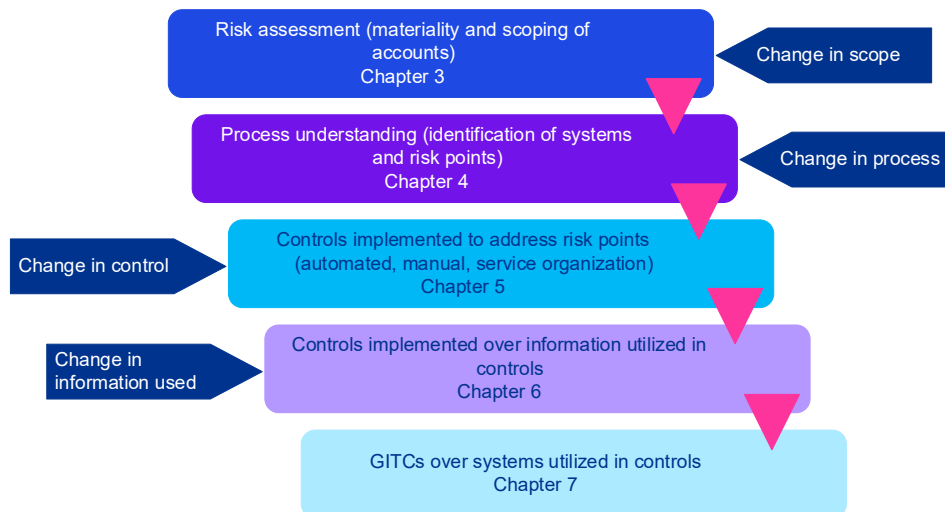 Risk assessment (materiality and scoping of
accounts)
Chapter 3
Change in scope
Process understanding (identification of systems
and risk points)
Chapter 4
Change in process
Controls implemented to address risk points
(automated, manual, service organization)
Chapter 5
Change in control
Controls implemented over information utilized in
controls
Chapter 6
Change in
information used
GITCs over systems utilized in controls
Chapter 7